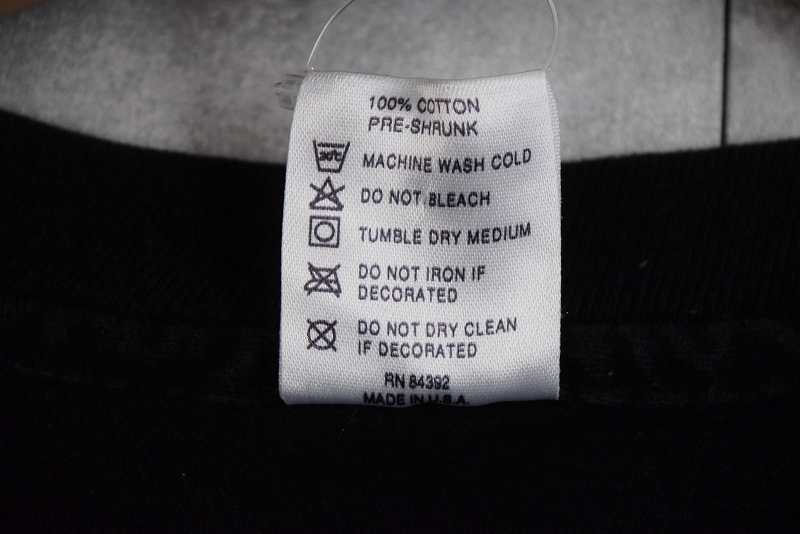 100% COTTON
PRE-SHRUNK
30°C MACHINE WASH COLD
DO NOT BLEACH
TUMBLE DRY MEDIUM
DO NOT IRON IF
DECORATED
DO NOT DRY CLEAN
IF DECORATED
RN 84392
MADE IN U.S.A.